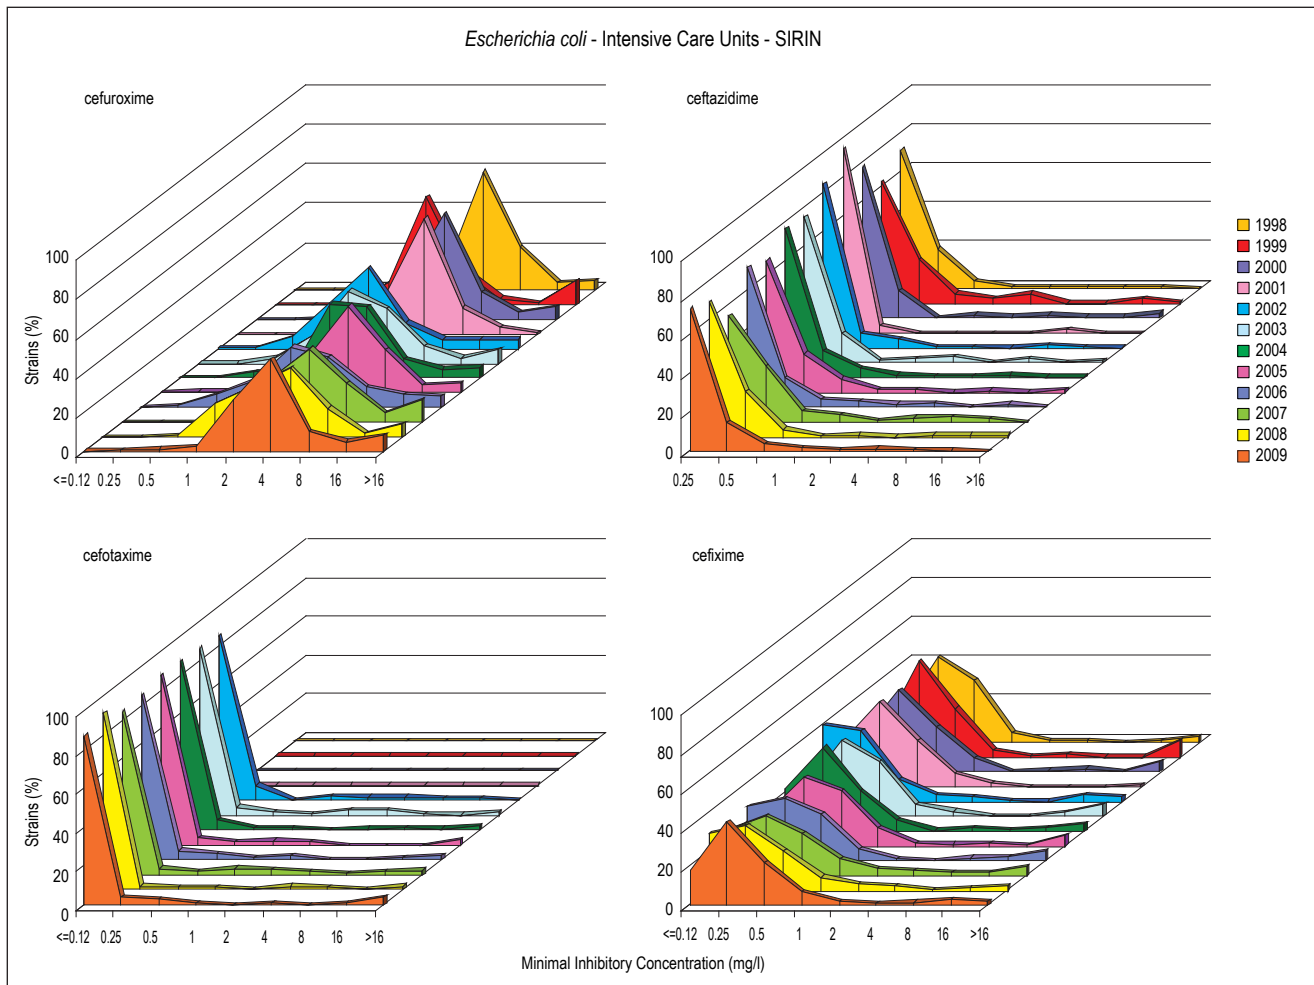 Escherichia coli - Intensive Care Units - SIRIN
cefuroxime
100
80
60
40
20
0
Strains (%)
<=0.12 0.25 0.5 1 2 4 8 16 >16
ceftazidime
100
80
60
40
20
0
Strains (%)
0.25 0.5 1 2 4 8 16 >16
1998
1999
2000
2001
2002
2003
2004
2005
2006
2007
2008
2009
cefotaxime
100
80
60
40
20
0
Strains (%)
<=0.12 0.25 0.5 1 2 4 8 16 >16
cefixime
100
80
60
40
20
0
Strains (%)
<=0.12 0.25 0.5 1 2 4 8 16 >16
Minimal Inhibitory Concentration (mg/l)